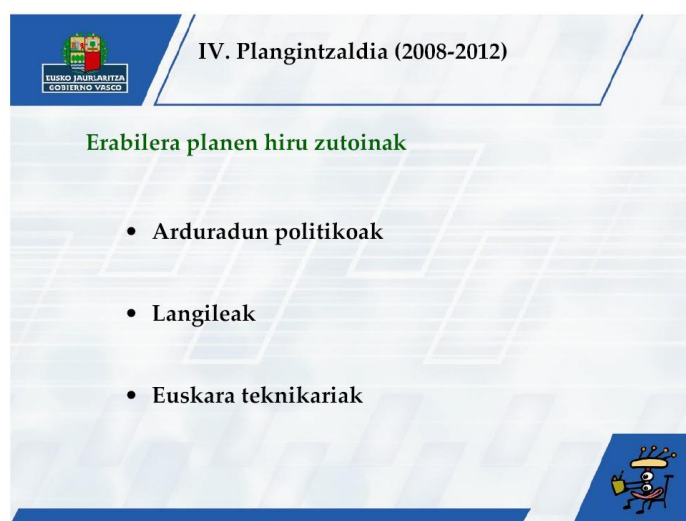 IV. Plangintzaldia (2008-2012)
EUSKO JAURLARITZA
GOBIERNO VASCO
Erabilera planen hiru zutoinak
• Arduradun politikoak
• Langileak
• Euskara teknikariak